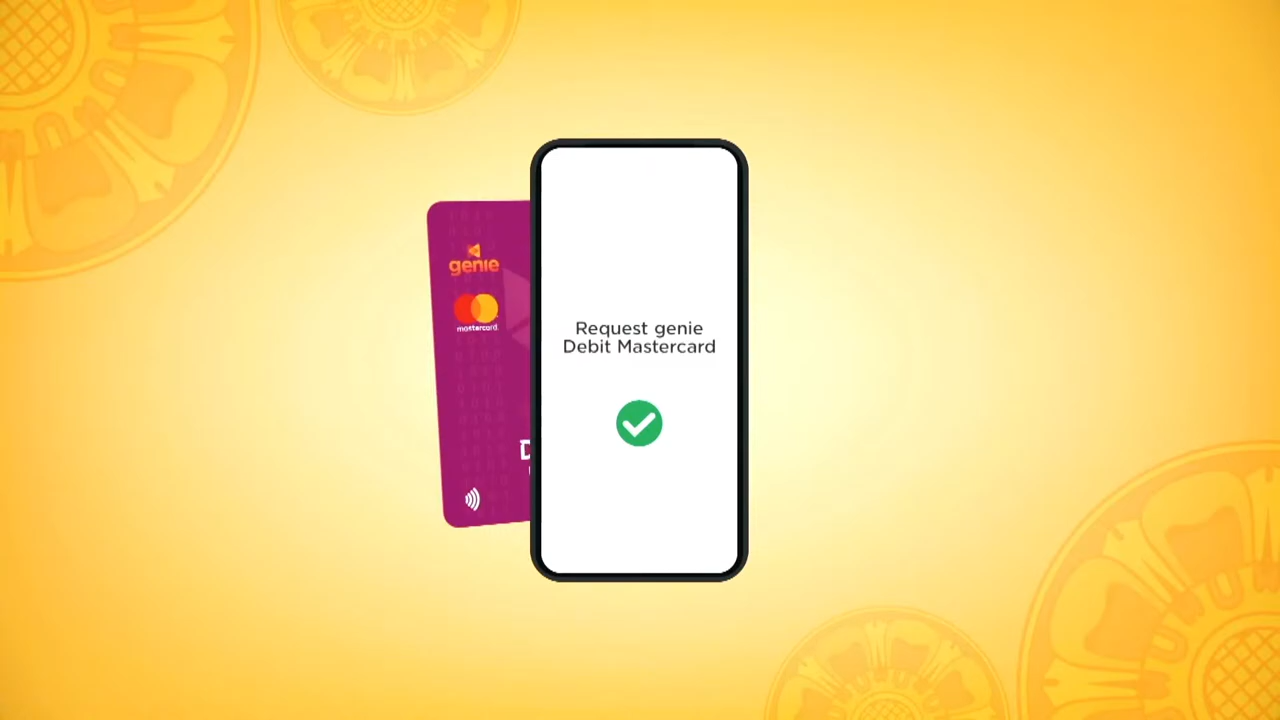 genie
mastercard
Request genie
Debit Mastercard